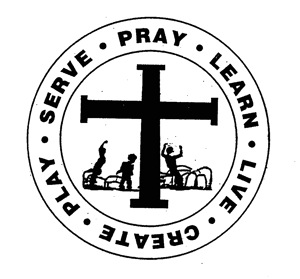 SERVE • PRAY • LEARN • LIVE • CREATE • PLAY •